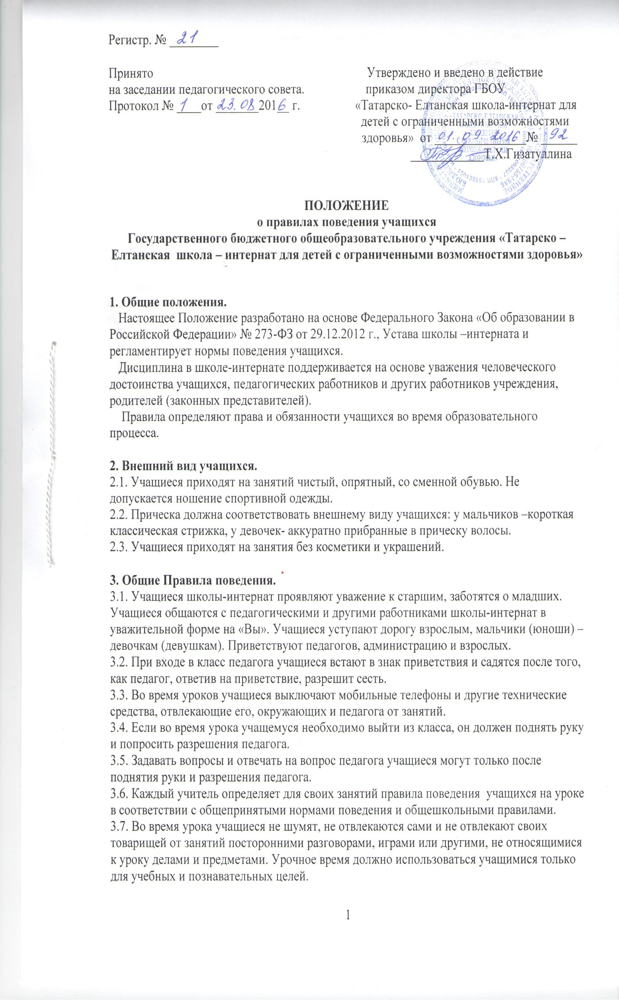 Регистр. № 21
Принято
на заседании педагогического совета.
Протокол № 1 от 23.08 2016 г.
Утверждено и введено в действие
приказом директора ГБОУ
«Татарско- Елтанская школа-интернат для
детей с ограниченными возможностями
здоровья» от 01.09.2016 № 92
Т.Х.Гизатуллина
ТАТАРСКО-ЕЛТАНСКАЯ
ДЕТЕЙ
С ОГРАНИЧЕННЫМИ
ВОЗМОЖНОСТЯМИ
ЗДОРОВЬЯ
ПОЛОЖЕНИЕ
о правилах поведения учащихся
Государственного бюджетного общеобразовательного учреждения «Татарско –
Елтанская школа – интернат для детей с ограниченными возможностями здоровья»
1. Общие положения.
Настоящее Положение разработано на основе Федерального Закона «Об образовании в
Российской Федерации» № 273-ФЗ от 29.12.2012 г., Устава школы –интерната и
регламентирует нормы поведения учащихся.
Дисциплина в школе-интернате поддерживается на основе уважения человеческого
достоинства учащихся, педагогических работников и других работников учреждения,
родителей (законных представителей).
Правила определяют права и обязанности учащихся во время образовательного
процесса.
2. Внешний вид учащихся.
2.1. Учащиеся приходят на занятий чистый, опрятный, со сменной обувью. Не
допускается ношение спортивной одежды.
2.2. Прическа должна соответствовать внешнему виду учащихся: у мальчиков –короткая
классическая стрижка, у девочек- аккуратно прибранные в прическу волосы.
2.3. Учащиеся приходят на занятия без косметики и украшений.
3. Общие Правила поведения.
3.1. Учащиеся школы-интернат проявляют уважение к старшим, заботятся о младших.
Учащиеся общаются с педагогическими и другими работниками школы-интернат в
уважительной форме на «Вы». Учащиеся уступают дорогу взрослым, мальчики (юноши) –
девочкам (девушкам). Приветствуют педагогов, администрацию и взрослых.
3.2. При входе в класс педагога учащиеся встают в знак приветствия и садятся после того,
как педагог, ответив на приветствие, разрешит сесть.
3.3. Во время уроков учащиеся выключают мобильные телефоны и другие технические
средства, отвлекающие его, окружающих и педагога от занятий.
3.4. Если во время урока учащемуся необходимо выйти из класса, он должен поднять руку
и попросить разрешения педагога.
3.5. Задавать вопросы и отвечать на вопрос педагога учащиеся могут только после
поднятия руки и разрешения педагога.
3.6. Каждый учитель определяет для своих занятий правила поведения учащихся на уроке
в соответствии с общепринятыми нормами поведения и общешкольными правилами.
3.7. Во время урока учащиеся не шумят, не отвлекаются сами и не отвлекают своих
товарищей от занятий посторонними разговорами, играми или другими, не относящимися
к уроку делами и предметами. Урочное время должно использоваться учащимися только
для учебных и познавательных целей.
1